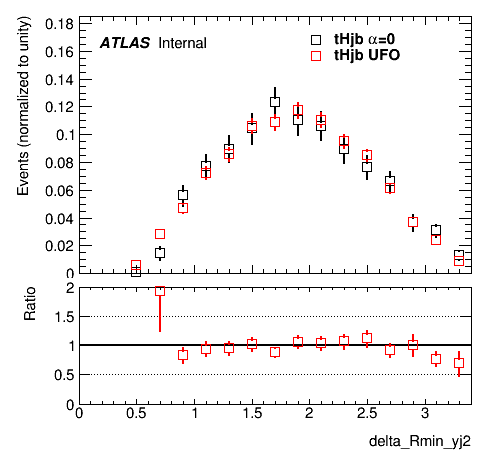 ATLAS Internal
tHjb α=0
tHjb UFO
Events (normalized to unity)
0.18
0.16
0.14
0.12
0.1
0.08
0.06
0.04
0.02
0
Ratio
2
1.5
1
0.5
0
0 0.5 1 1.5 2 2.5 3
delta_Rmin_yj2